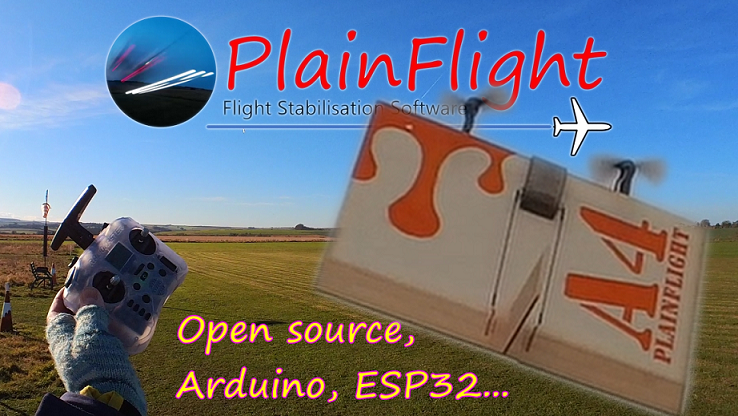 PlainFlight
Flight Stabilisation Software
A4
PLAINFLIGHT
Open source,
Arduino, ESP32...